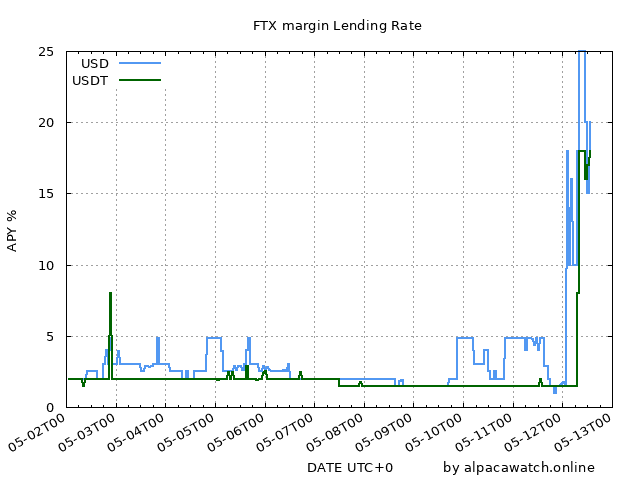 FTX margin Lending Rate
USD
USDT
APY %
25
20
15
10
5
0
05-02T00
05-03T00
05-04T00
05-05T00
05-06T00
05-07T00
05-08T00
05-09T00
05-10T00
05-11T00
05-12T00
05-13T00
DATE UTC+0
by alpacawatch.online